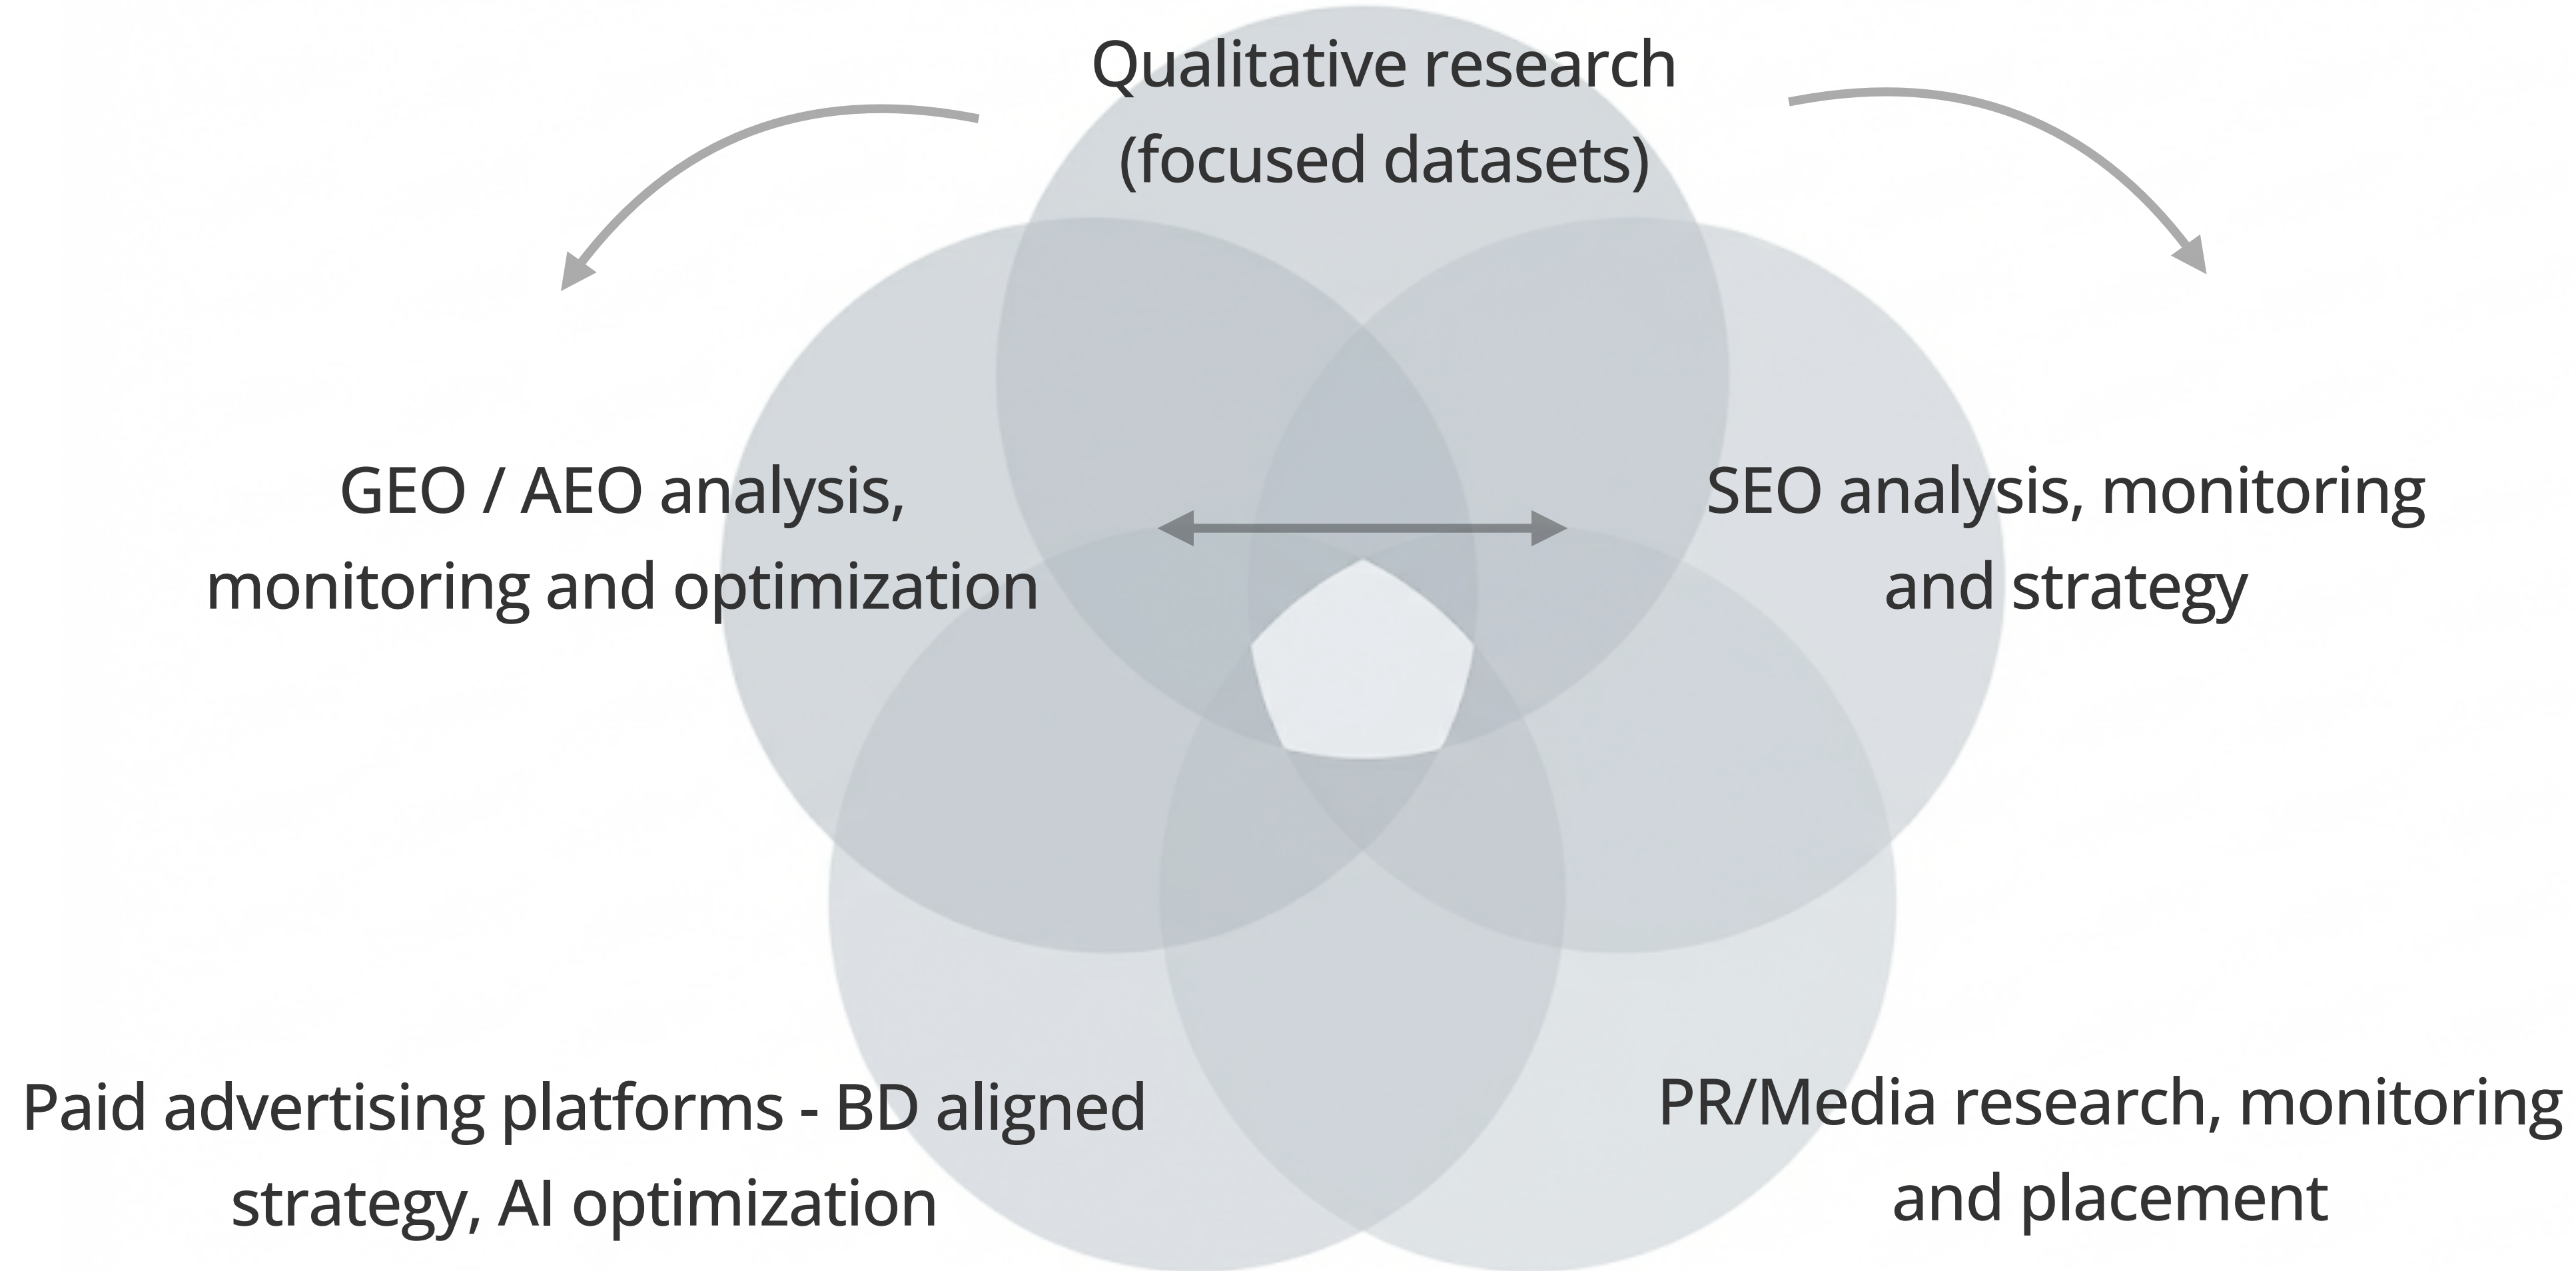 Qualitative research
(focused datasets)
GEO / AEO analysis,
monitoring and optimization
SEO analysis, monitoring
and strategy
Paid advertising platforms - BD aligned
strategy, AI optimization
PR/Media research, monitoring
and placement